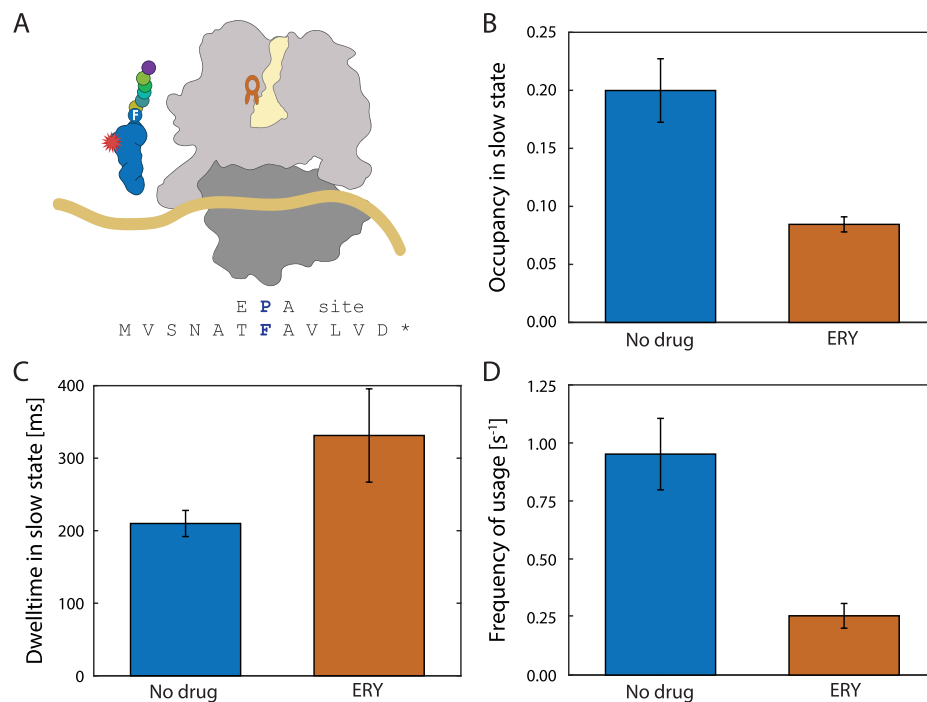 A
F
E P A site
M V S N A T F A V L V D *
B
Occupancy in slow state
0.25
0.20
0.15
0.10
0.05
0.00
No drug ERY
C
Dwelltime in slow state [ms]
400
300
200
100
0
No drug ERY
D
Frequency of usage [s⁻¹]
1.25
1.00
0.75
0.50
0.25
0.00
No drug ERY